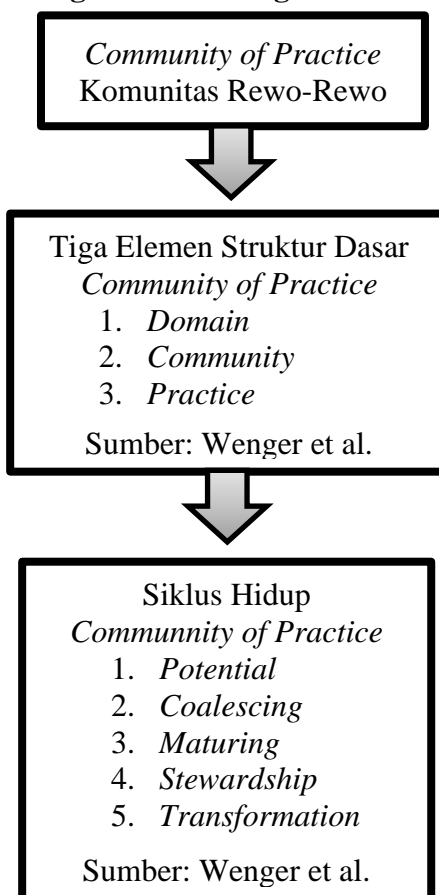 Community of Practice
Komunitas Rewo-Rewo
Tiga Elemen Struktur Dasar
Community of Practice
1. Domain
2. Community
3. Practice
Sumber: Wenger et al.
Siklus Hidup
Communnity of Practice
1. Potential
2. Coalescing
3. Maturing
4. Stewardship
5. Transformation
Sumber: Wenger et al.